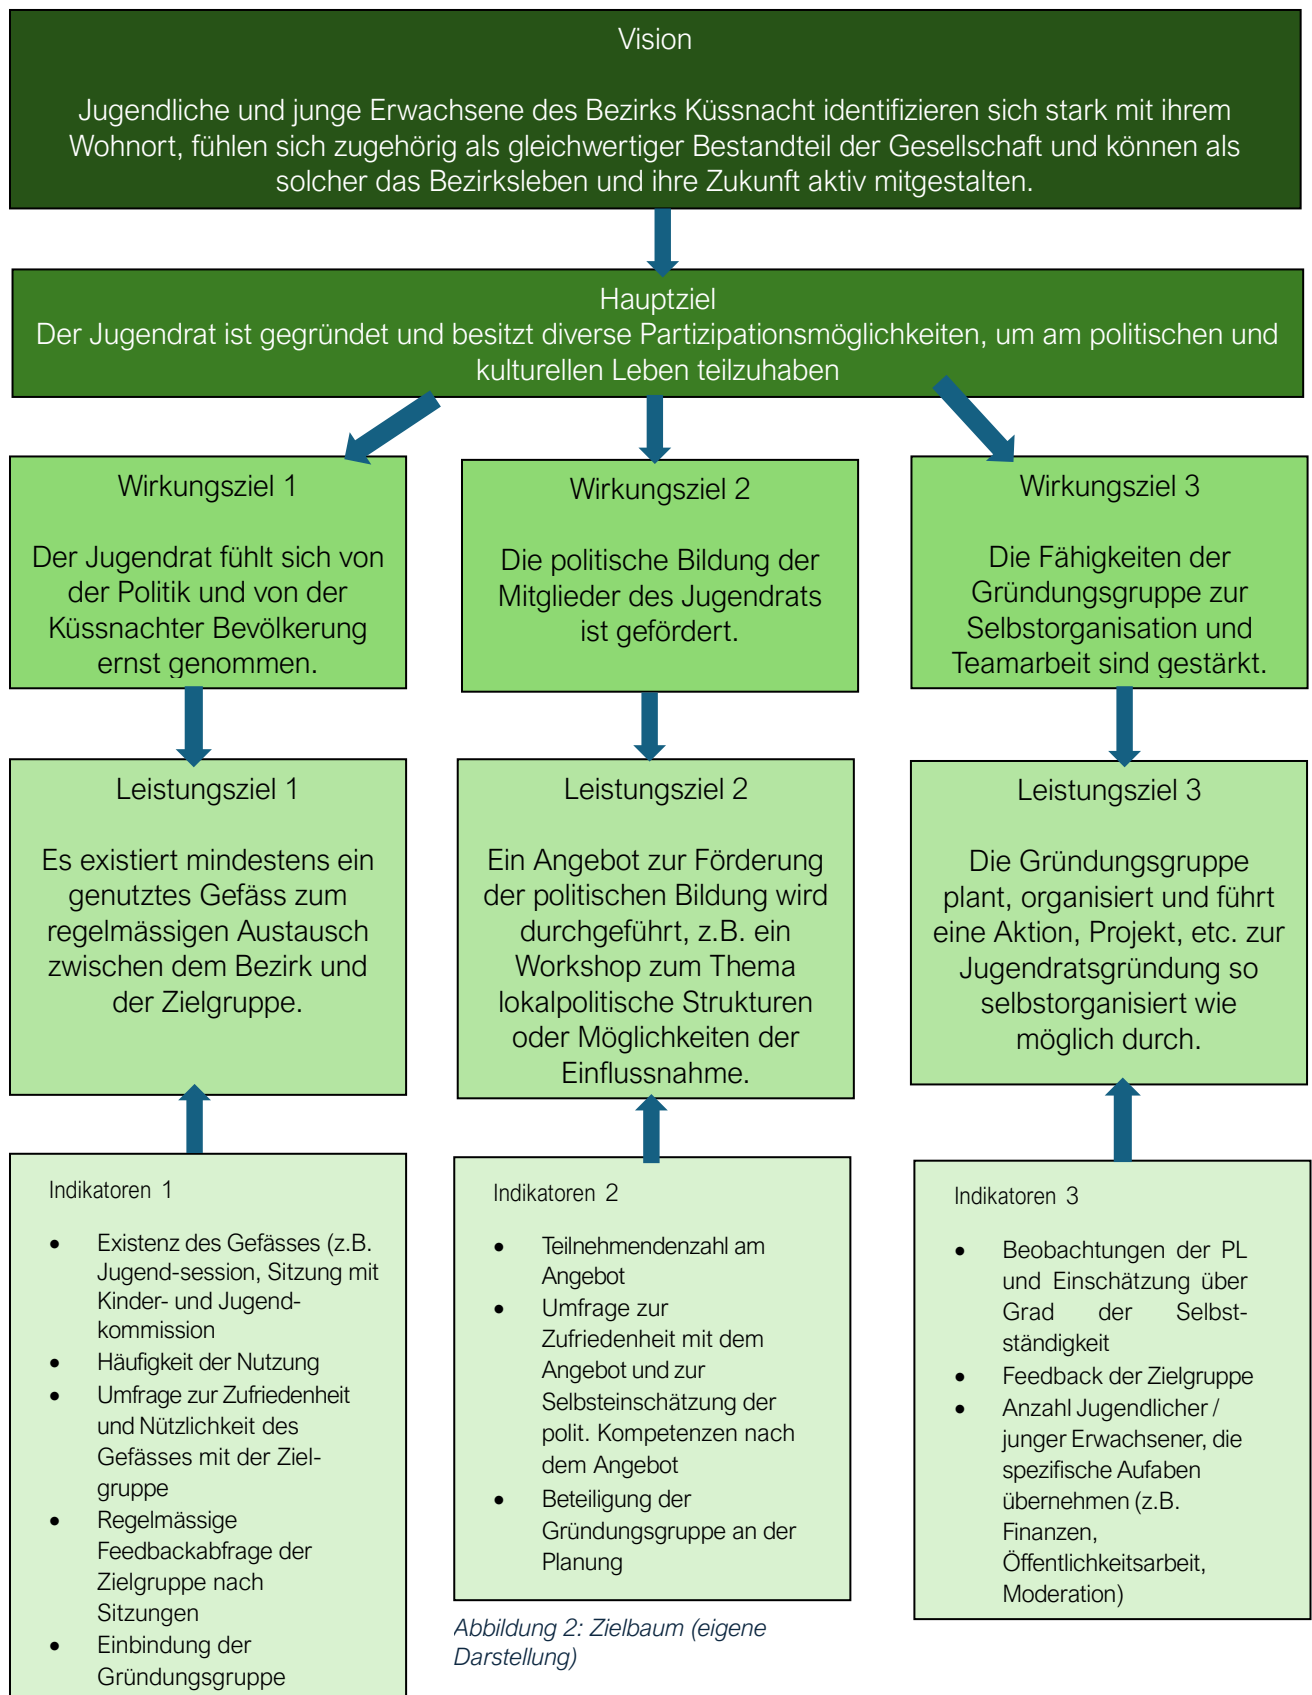 Vision
Jugendliche und junge Erwachsene des Bezirks Küssnacht identifizieren sich stark mit ihrem
Wohnort, fühlen sich zugehörig als gleichwertiger Bestandteil der Gesellschaft und können als
solcher das Bezirksleben und ihre Zukunft aktiv mitgestalten.
Hauptziel
Der Jugendrat ist gegründet und besitzt diverse Partizipationsmöglichkeiten, um am politischen und
kulturellen Leben teilzuhaben
Wirkungsziel 1
Der Jugendrat fühlt sich von
der Politik und von der
Küssnachter Bevölkerung
ernst genommen.
Wirkungsziel 2
Die politische Bildung der
Mitglieder des Jugendrats
ist gefördert.
Wirkungsziel 3
Die Fähigkeiten der
Gründungsgruppe zur
Selbstorganisation und
Teamarbeit sind gestärkt.
Leistungsziel 1
Es existiert mindestens ein
genutztes Gefäss zum
regelmässigen Austausch
zwischen dem Bezirk und
der Zielgruppe.
Leistungsziel 2
Ein Angebot zur Förderung
der politischen Bildung wird
durchgeführt, z.B. ein
Workshop zum Thema
lokalpolitische Strukturen
oder Möglichkeiten der
Einflussnahme.
Leistungsziel 3
Die Gründungsgruppe
plant, organisiert und führt
eine Aktion, Projekt, etc. zur
Jugendratsgründung so
selbstorganisiert wie
möglich durch.
Indikatoren 1
• Existenz des Gefässes (z.B.
Jugend-session, Sitzung mit
Kinder- und Jugend-
kommission
• Häufigkeit der Nutzung
• Umfrage zur Zufriedenheit
und Nützlichkeit des
Gefässes mit der Ziel-
gruppe
• Regelmässige
Feedbackabfrage der
Zielgruppe nach
Sitzungen
• Einbindung der
Gründungsgruppe
Indikatoren 2
• Teilnehmendenzahl am
Angebot
• Umfrage zur
Zufriedenheit mit dem
Angebot und zur
Selbsteinschätzung der
polit. Kompetenzen nach
dem Angebot
• Beteiligung der
Gründungsgruppe an der
Planung
Indikatoren 3
• Beobachtungen der PL
und Einschätzung über
Grad der Selbst-
ständigkeit
• Feedback der Zielgruppe
• Anzahl Jugendlicher /
junger Erwachsener, die
spezifische Aufaben
übernehmen (z.B.
Finanzen,
Öffentlichkeitsarbeit,
Moderation)
Abbildung 2: Zielbaum (eigene
Darstellung)